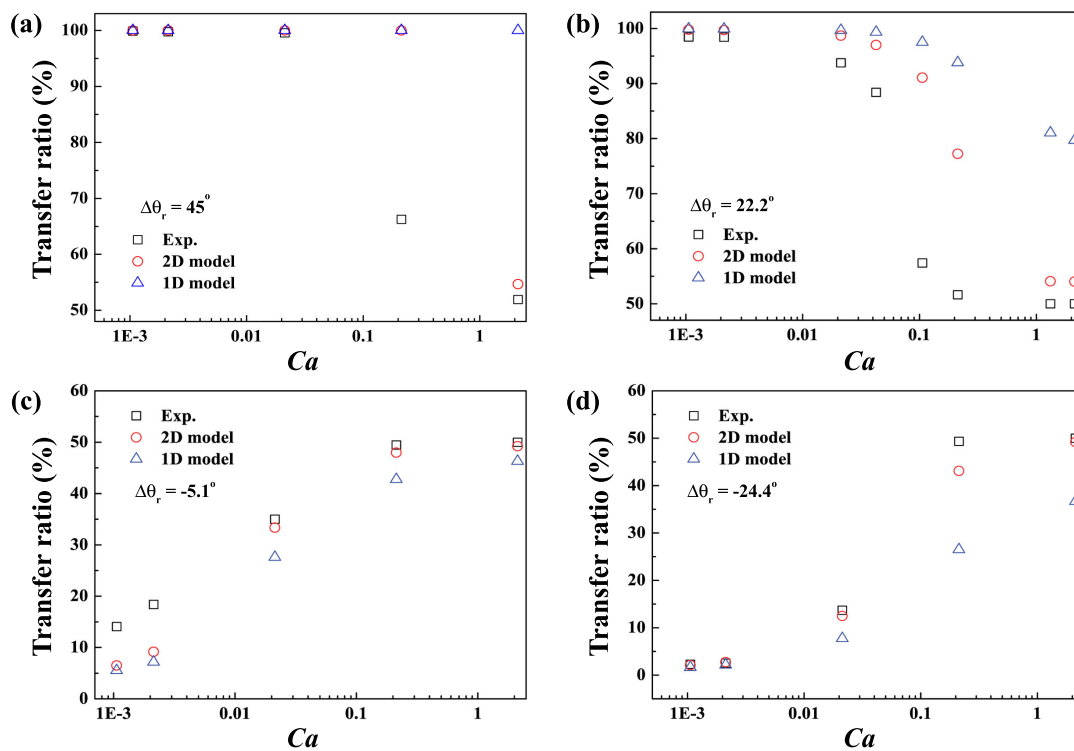 (a)
Transfer ratio (%)
100
90
80
70
60
50
Δθr = 45°
Exp.
2D model
1D model
1E-3
0.01
0.1
1
Ca
(b)
Transfer ratio (%)
100
90
80
70
60
50
Δθr = 22.2°
Exp.
2D model
1D model
1E-3
0.01
0.1
1
Ca
(c)
Transfer ratio (%)
60
50
40
30
20
10
0
Exp.
2D model
1D model
Δθr = -5.1°
1E-3
0.01
0.1
1
Ca
(d)
Transfer ratio (%)
60
50
40
30
20
10
0
Exp.
2D model
1D model
Δθr = -24.4°
1E-3
0.01
0.1
1
Ca